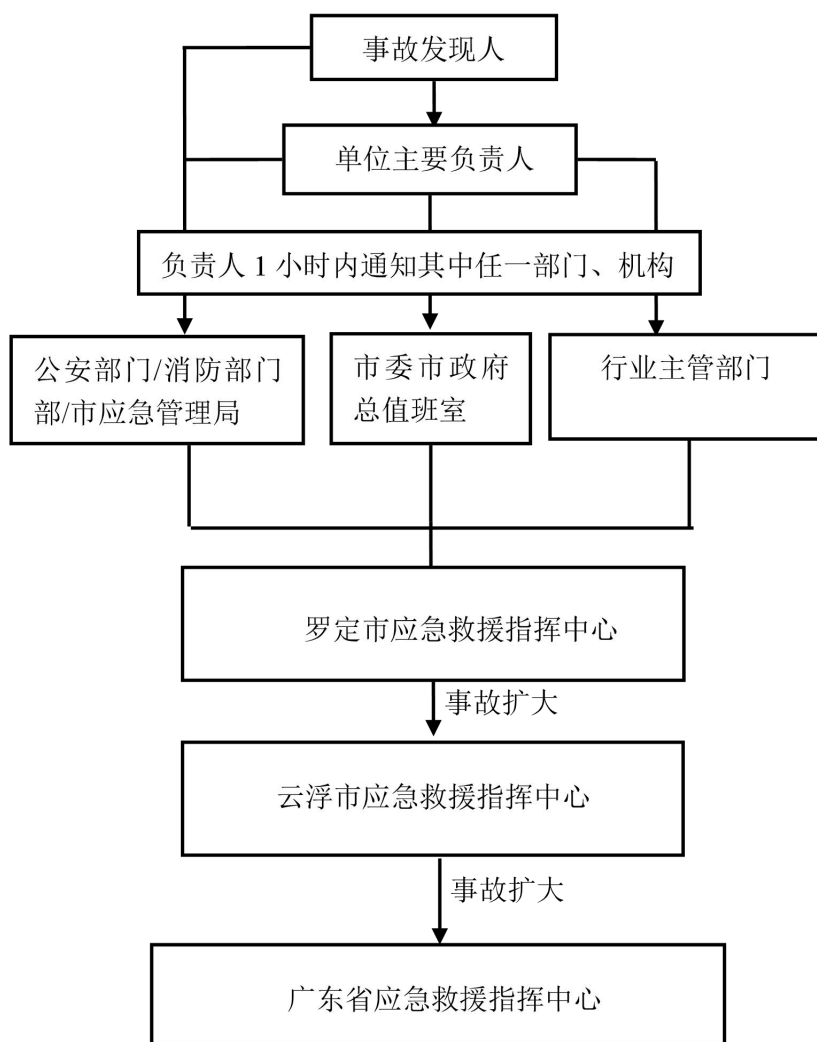 事故发现人
单位主要负责人
负责人 1 小时内通知其中任一部门、机构
公安部门/消防部门
部/市应急管理局
市委市政府
总值班室
行业主管部门
罗定市应急救援指挥中心
事故扩大
云浮市应急救援指挥中心
事故扩大
广东省应急救援指挥中心